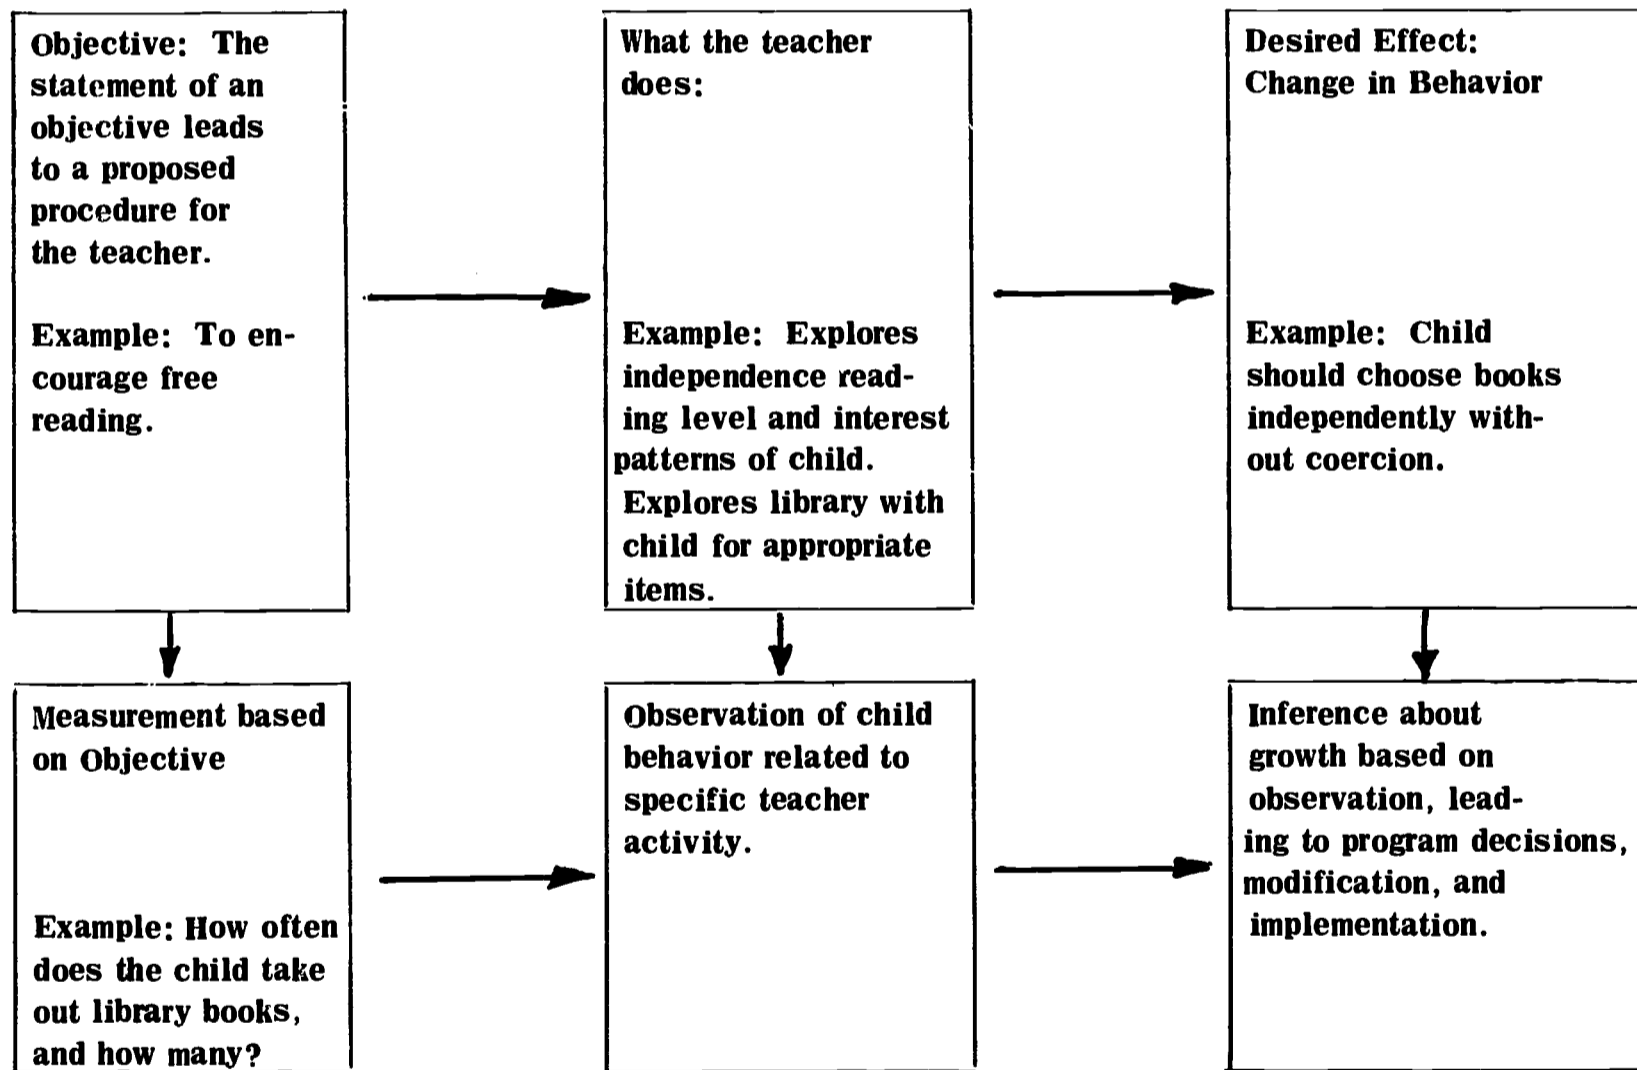 Objective: The
statement of an
objective leads
to a proposed
procedure for
the teacher.
Example: To en-
courage free
reading.
What the teacher
does:
Example: Explores
independence read-
ing level and interest
patterns of child.
Explores library with
child for appropriate
items.
Desired Effect:
Change in Behavior
Example: Child
should choose books
independently with-
out coercion.
Measurement based
on Objective
Example: How often
does the child take
out library books,
and how many?
Observation of child
behavior related to
specific teacher
activity.
Inference about
growth based on
observation, lead-
ing to program decisions,
modification, and
implementation.